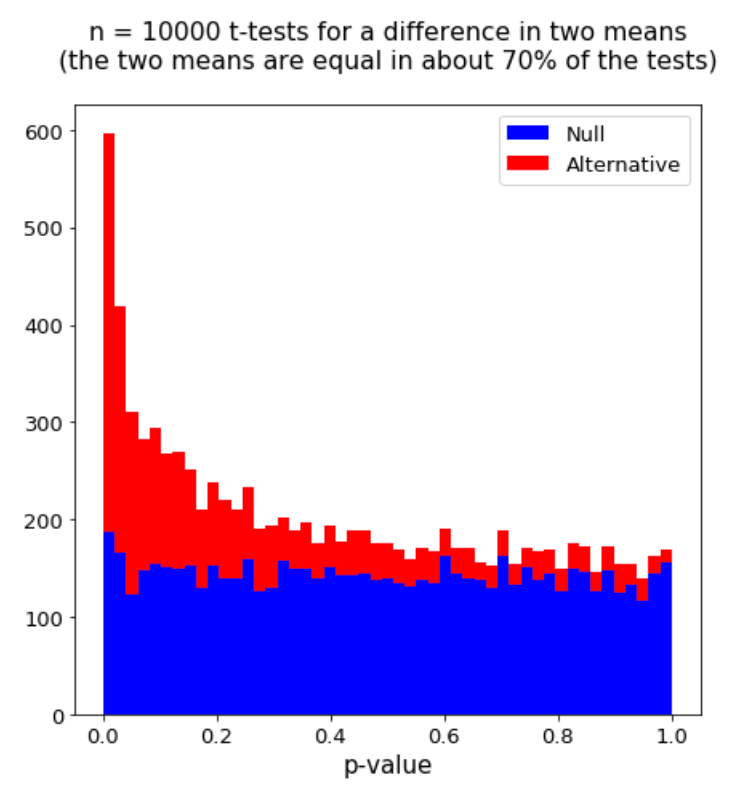 n = 10000 t-tests for a difference in two means
(the two means are equal in about 70% of the tests)
Null
Alternative
600
500
400
300
200
100
0
0.0 0.2 0.4 0.6 0.8 1.0
p-value